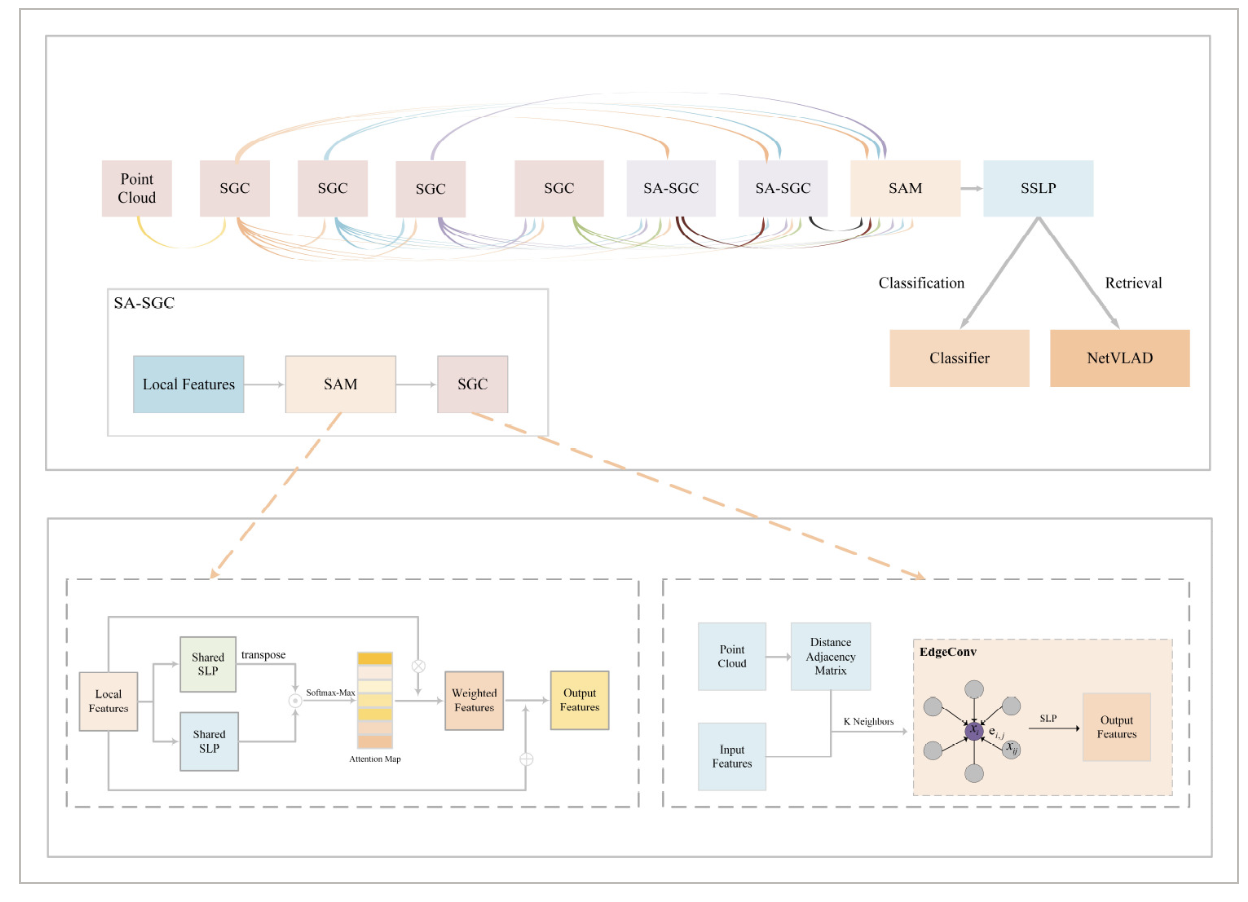 Point
Cloud
SGC
SGC
SGC
SGC
SA-SGC
SA-SGC
SAM
SSLP
Classification
Retrieval
Classifier
NetVLAD
SA-SGC
Local Features
SAM
SGC
Local
Features
Shared
SLP
transpose
Shared
SLP
Softmax-Max
Attention Map
Weighted
Features
Output
Features
Point
Cloud
Distance
Adjacency
Matrix
Input
Features
K Neighbors
EdgeConv
x_i
e_{i,j}
x_{ij}
SLP
Output
Features